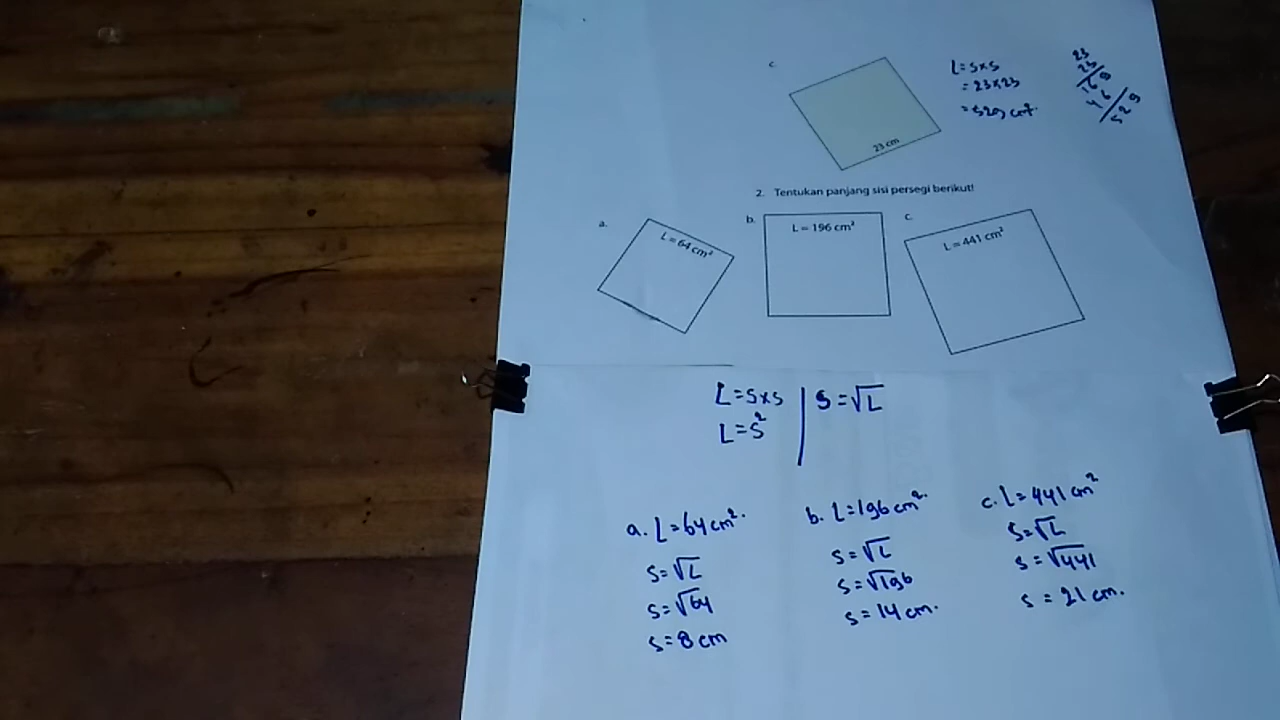 c.
23 cm
L = s x s
= 23 x 23
= 529 cm².
23
23
69
46
529
2. Tentukan panjang sisi persegi berikut!
a.
L = 64 cm²
b.
L = 196 cm²
c.
L = 441 cm²
L = s x s
L = s²
s = √L
a. L = 64 cm².
s = √L
s = √64
s = 8 cm
b. L = 196 cm².
s = √L
s = √196
s = 14 cm.
c. L = 441 cm²
s = √L
s = √441
s = 21 cm.